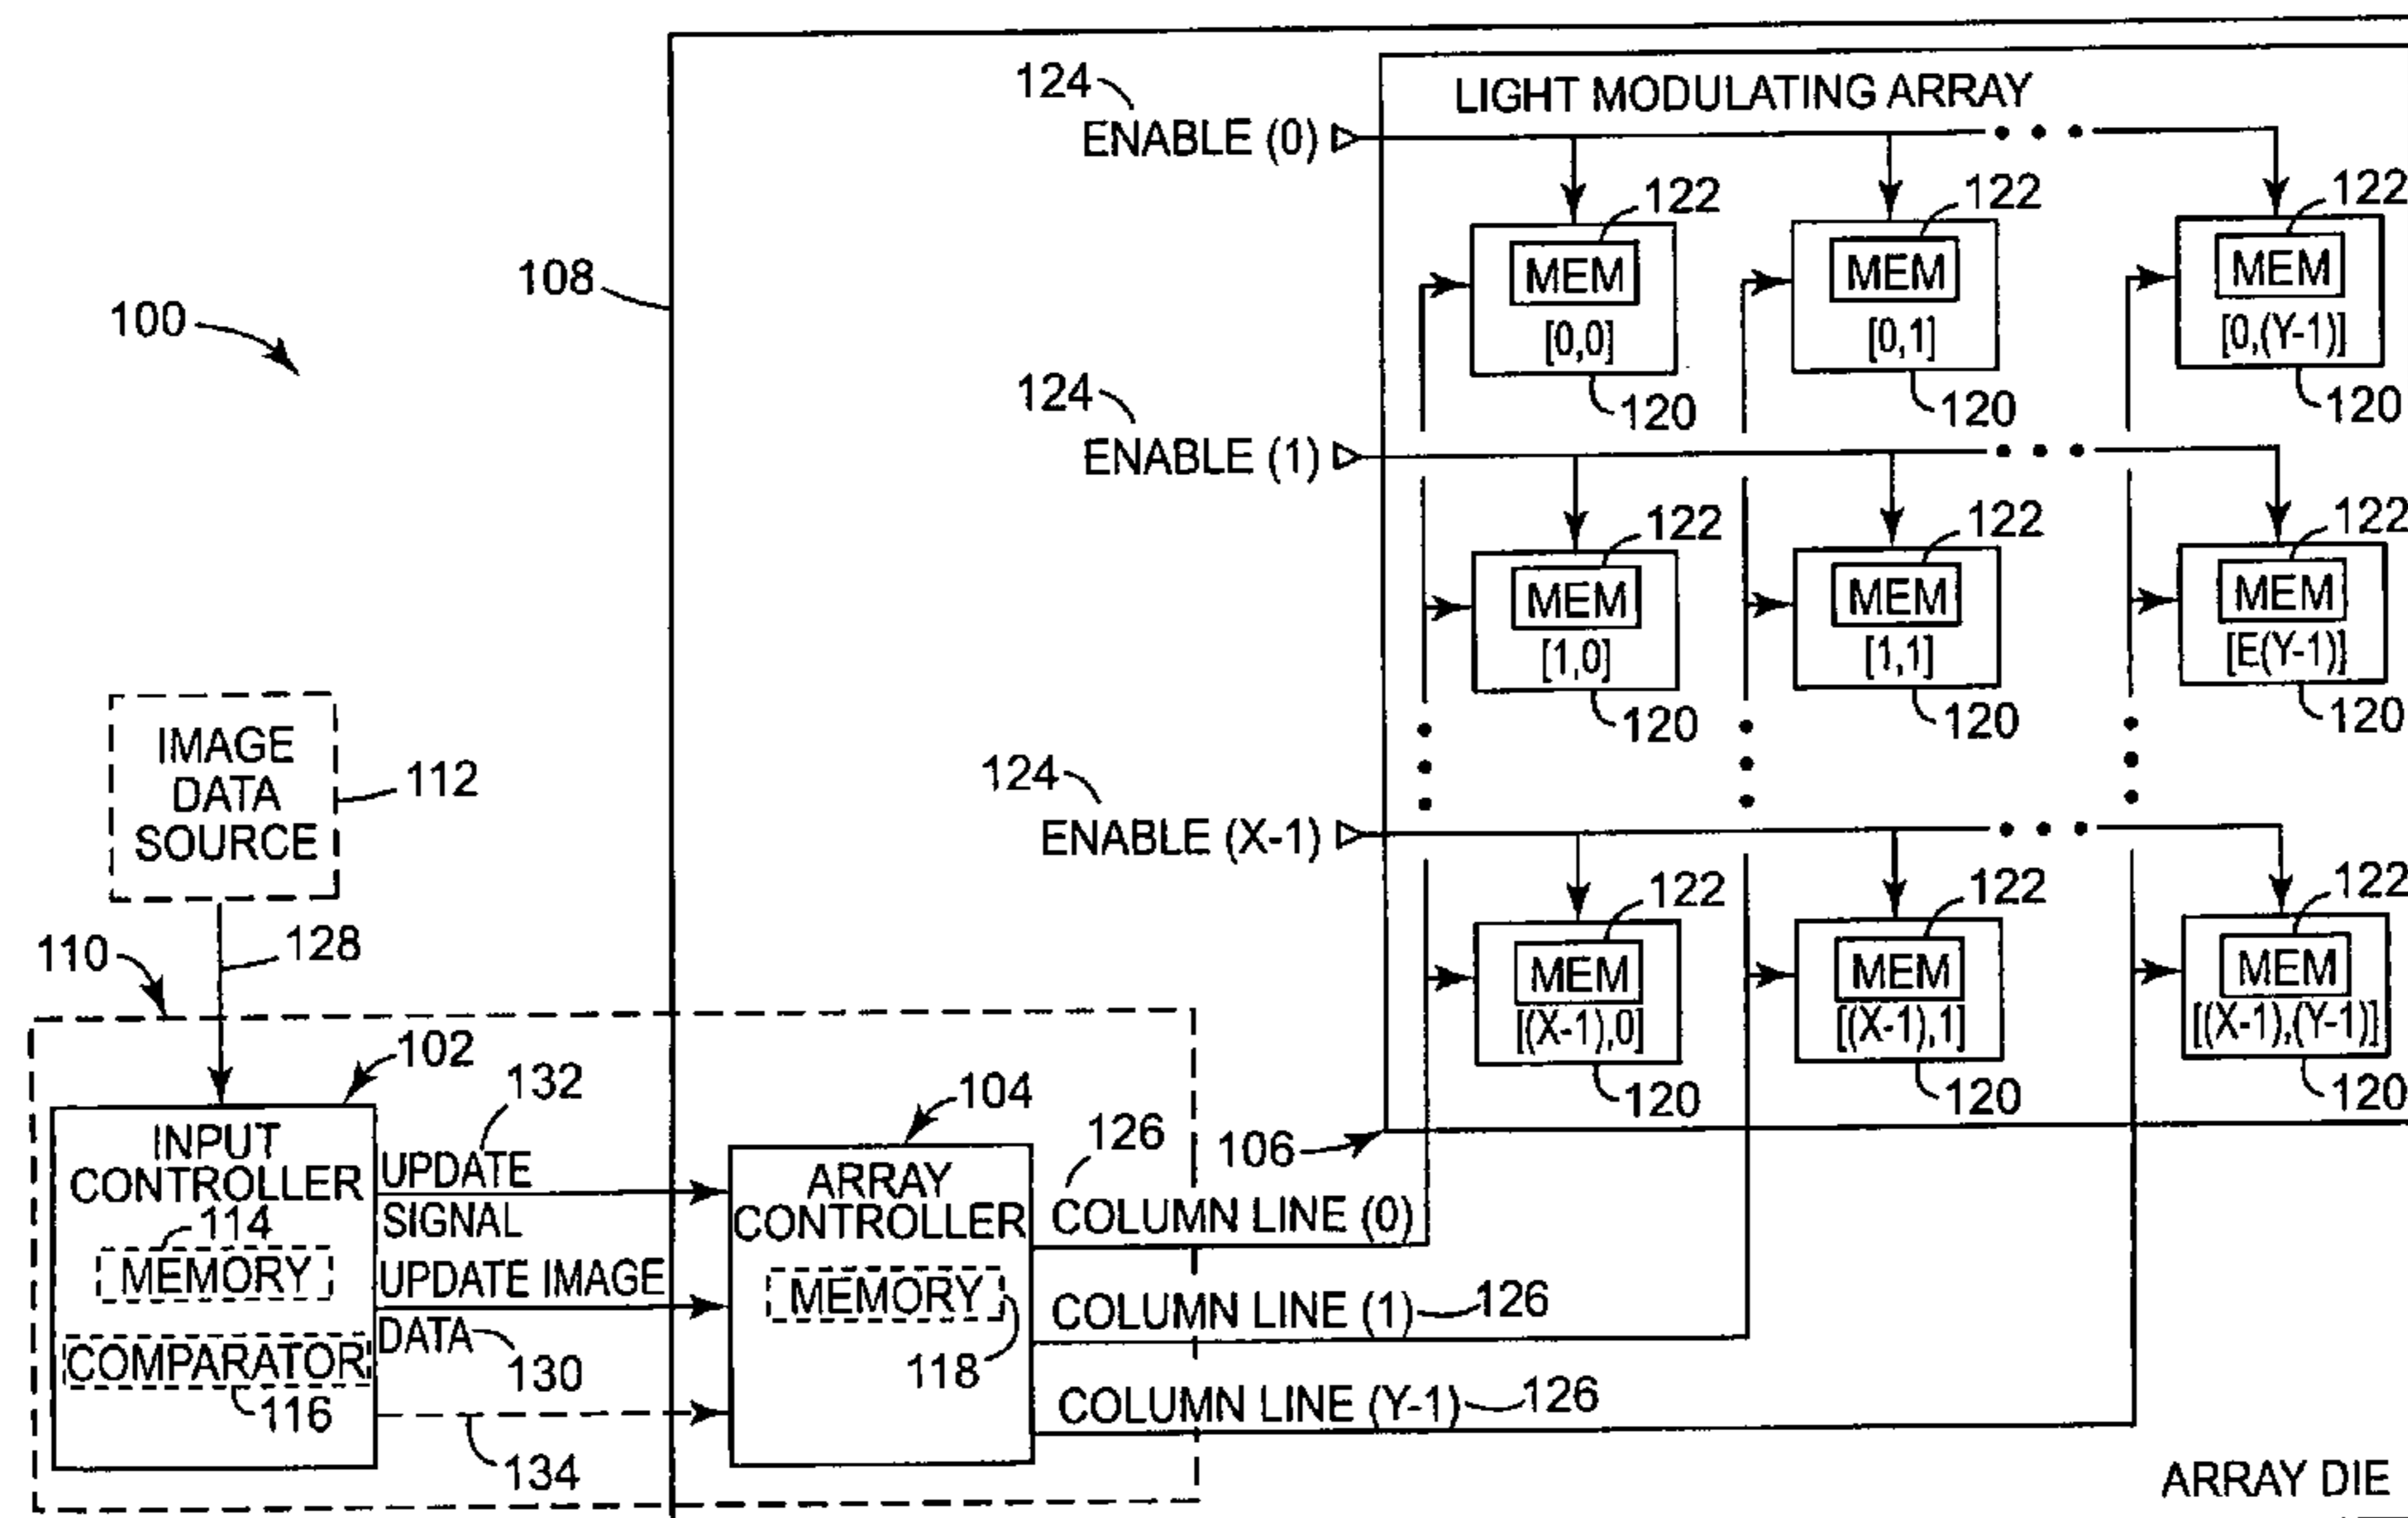 124
LIGHT MODULATING ARRAY
ENABLE (0)
122
122
122
108
MEM
MEM
MEM
100
[0,0]
[0,1]
[0,(Y-1)]
124
120
120
120
ENABLE (1)
122
122
122
MEM
MEM
MEM
[1,0]
[1,1]
[E(Y-1)]
120
120
120
IMAGE
DATA
SOURCE
112
124
ENABLE (X-1)
122
122
122
110
128
MEM
MEM
MEM
[(X-1),0]
[(X-1),1]
[(X-1),(Y-1)]
102
132
104
120
120
120
126
106
INPUT
CONTROLLER
UPDATE
SIGNAL
ARRAY
CONTROLLER
COLUMN LINE (0)
114
MEMORY
UPDATE IMAGE
DATA
130
MEMORY
118
COLUMN LINE (1)
126
COMPARATOR
116
COLUMN LINE (Y-1)
126
134
ARRAY DIE